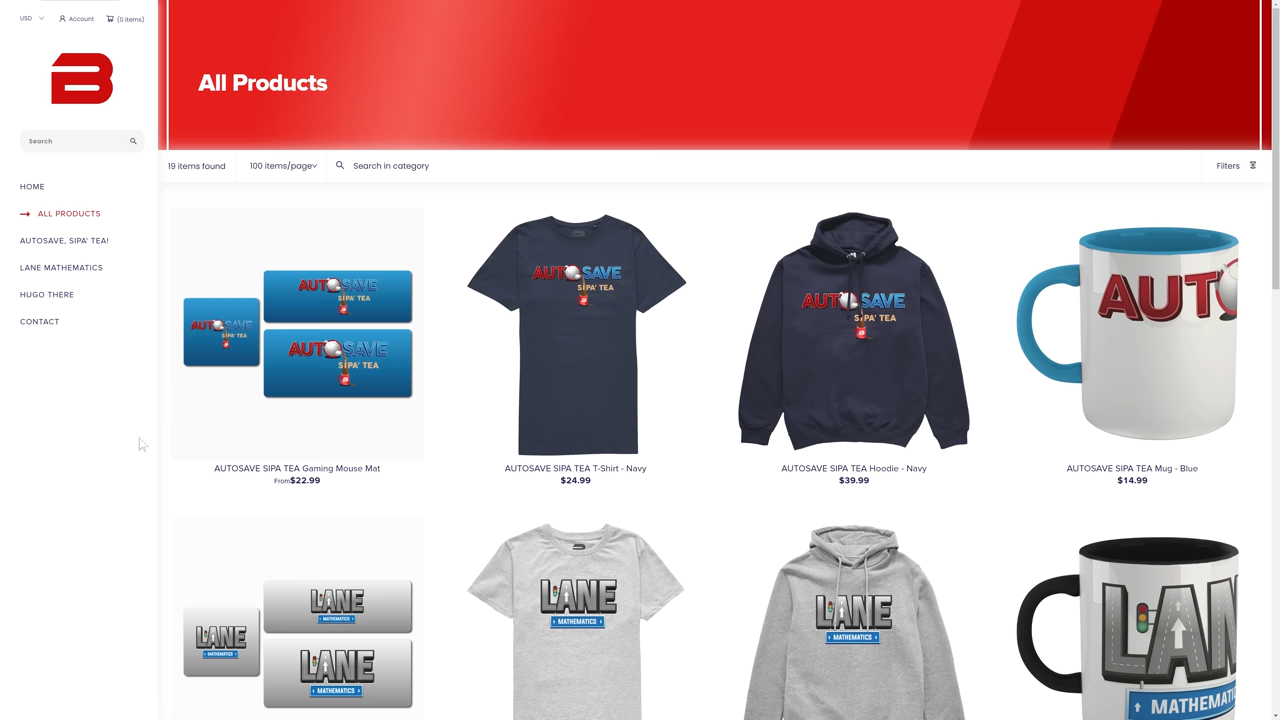 USD
Account
(0 items)
Search
HOME
ALL PRODUCTS
AUTOSAVE, SIPA' TEA!
LANE MATHEMATICS
HUGO THERE
CONTACT
All Products
19 items found
100 items/page
Search in category
Filters
AUTOSAVE
SIPA' TEA
AUTOSAVE
SIPA' TEA
AUTOSAVE
SIPA' TEA
AUTOSAVE
SIPA' TEA
AUTOSAVE
SIPA' TEA
AUTO
AUTOSAVE SIPA TEA Gaming Mouse Mat
From$22.99
AUTOSAVE SIPA TEA T-Shirt - Navy
$24.99
AUTOSAVE SIPA TEA Hoodie - Navy
$39.99
AUTOSAVE SIPA TEA Mug - Blue
$14.99
LANE
MATHEMATICS
LANE
MATHEMATICS
LANE
MATHEMATICS
LANE
MATHEMATICS
LANE
MATHEMATICS
LAN
MATHEMATI